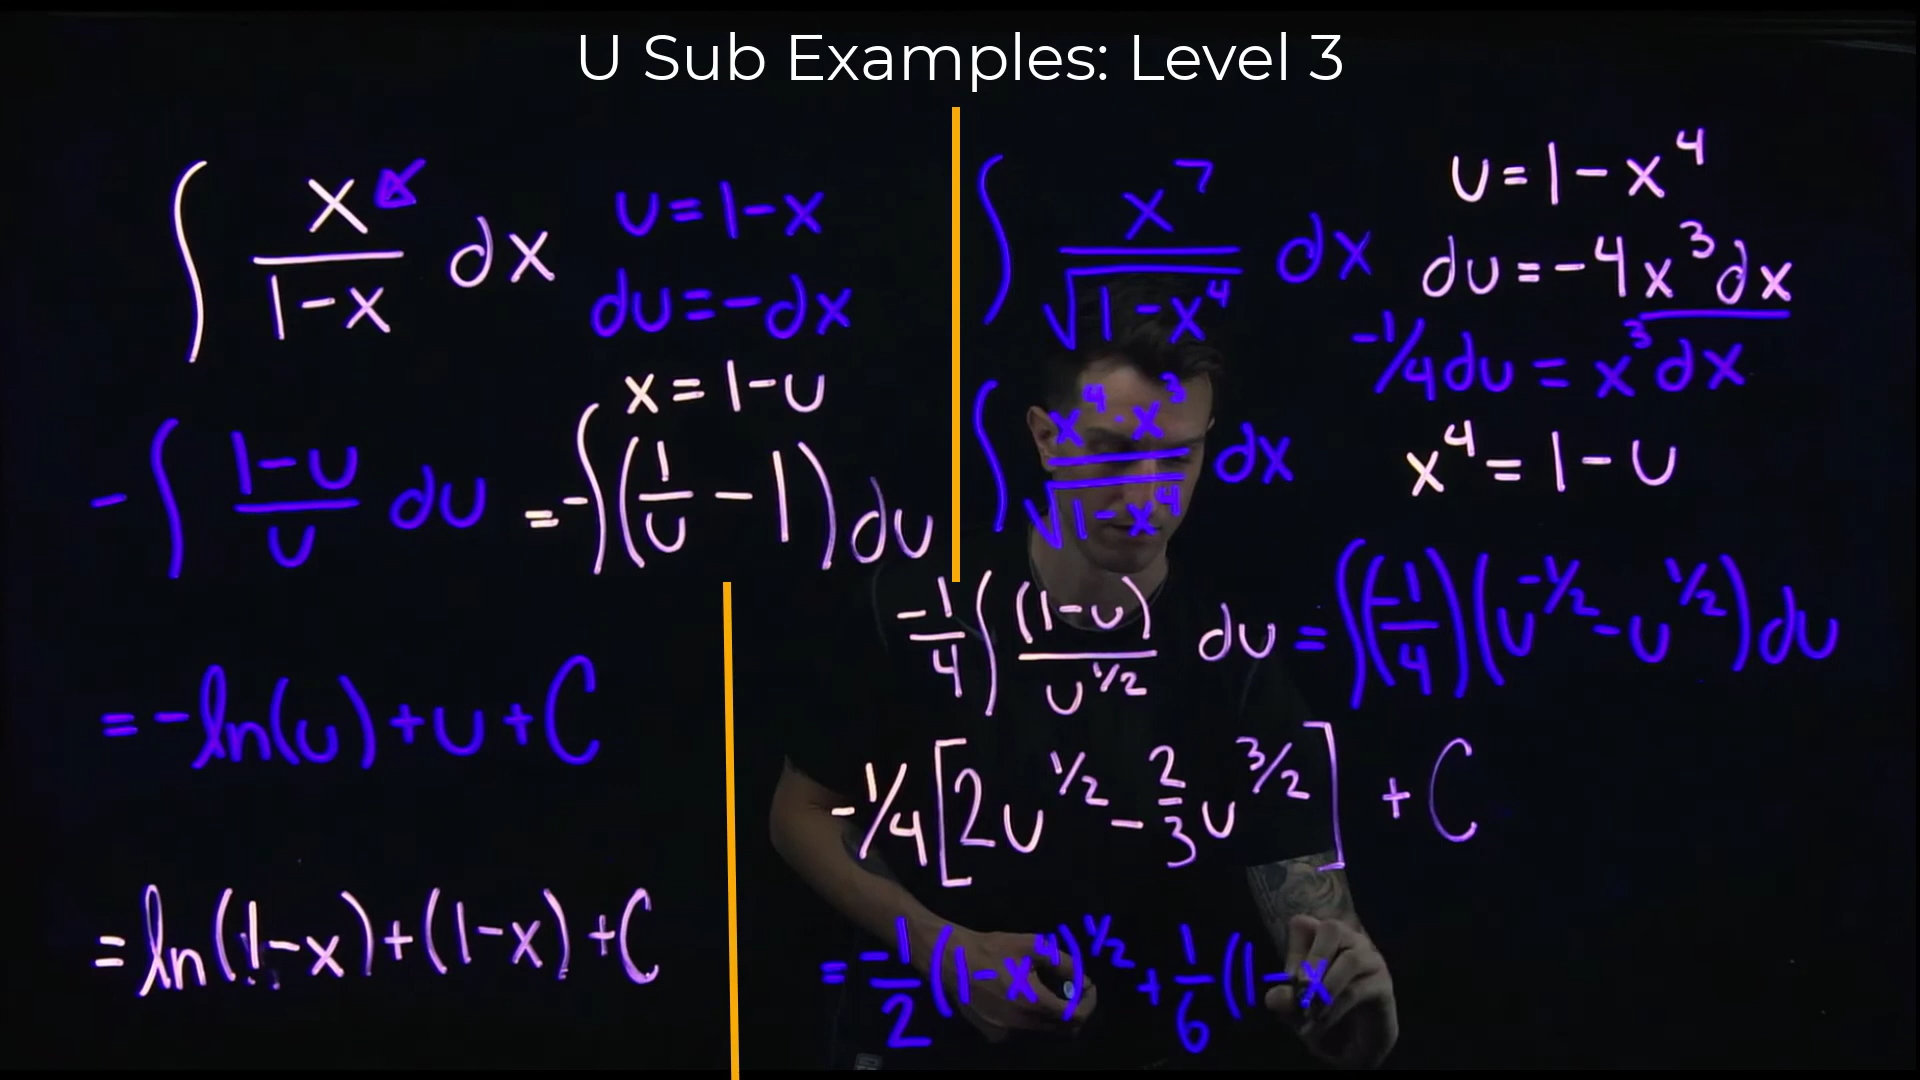 U Sub Examples: Level 3
∫ x/(1-x) dx
u = 1-x
du = -dx
x = 1-u
-∫ (1-u)/u du = -∫(1/u - 1)du
= -ln(u)+u+C
= ln(1-x)+(1-x)+C
∫ x⁷/√(1-x⁴) dx
u = 1-x⁴
du = -4x³dx
-1/4du = x³dx
x⁴ = 1-u
∫ x⁴·x³/√(1-x⁴) dx
-1/4 ∫ (1-u)/u^(1/2) du = ∫(-1/4)(u^(-1/2) - u^(1/2))du
-1/4[2u^(1/2) - 2/3 u^(3/2)] + C
= -1/2(1-x⁴)^(1/2) + 1/6(1-x